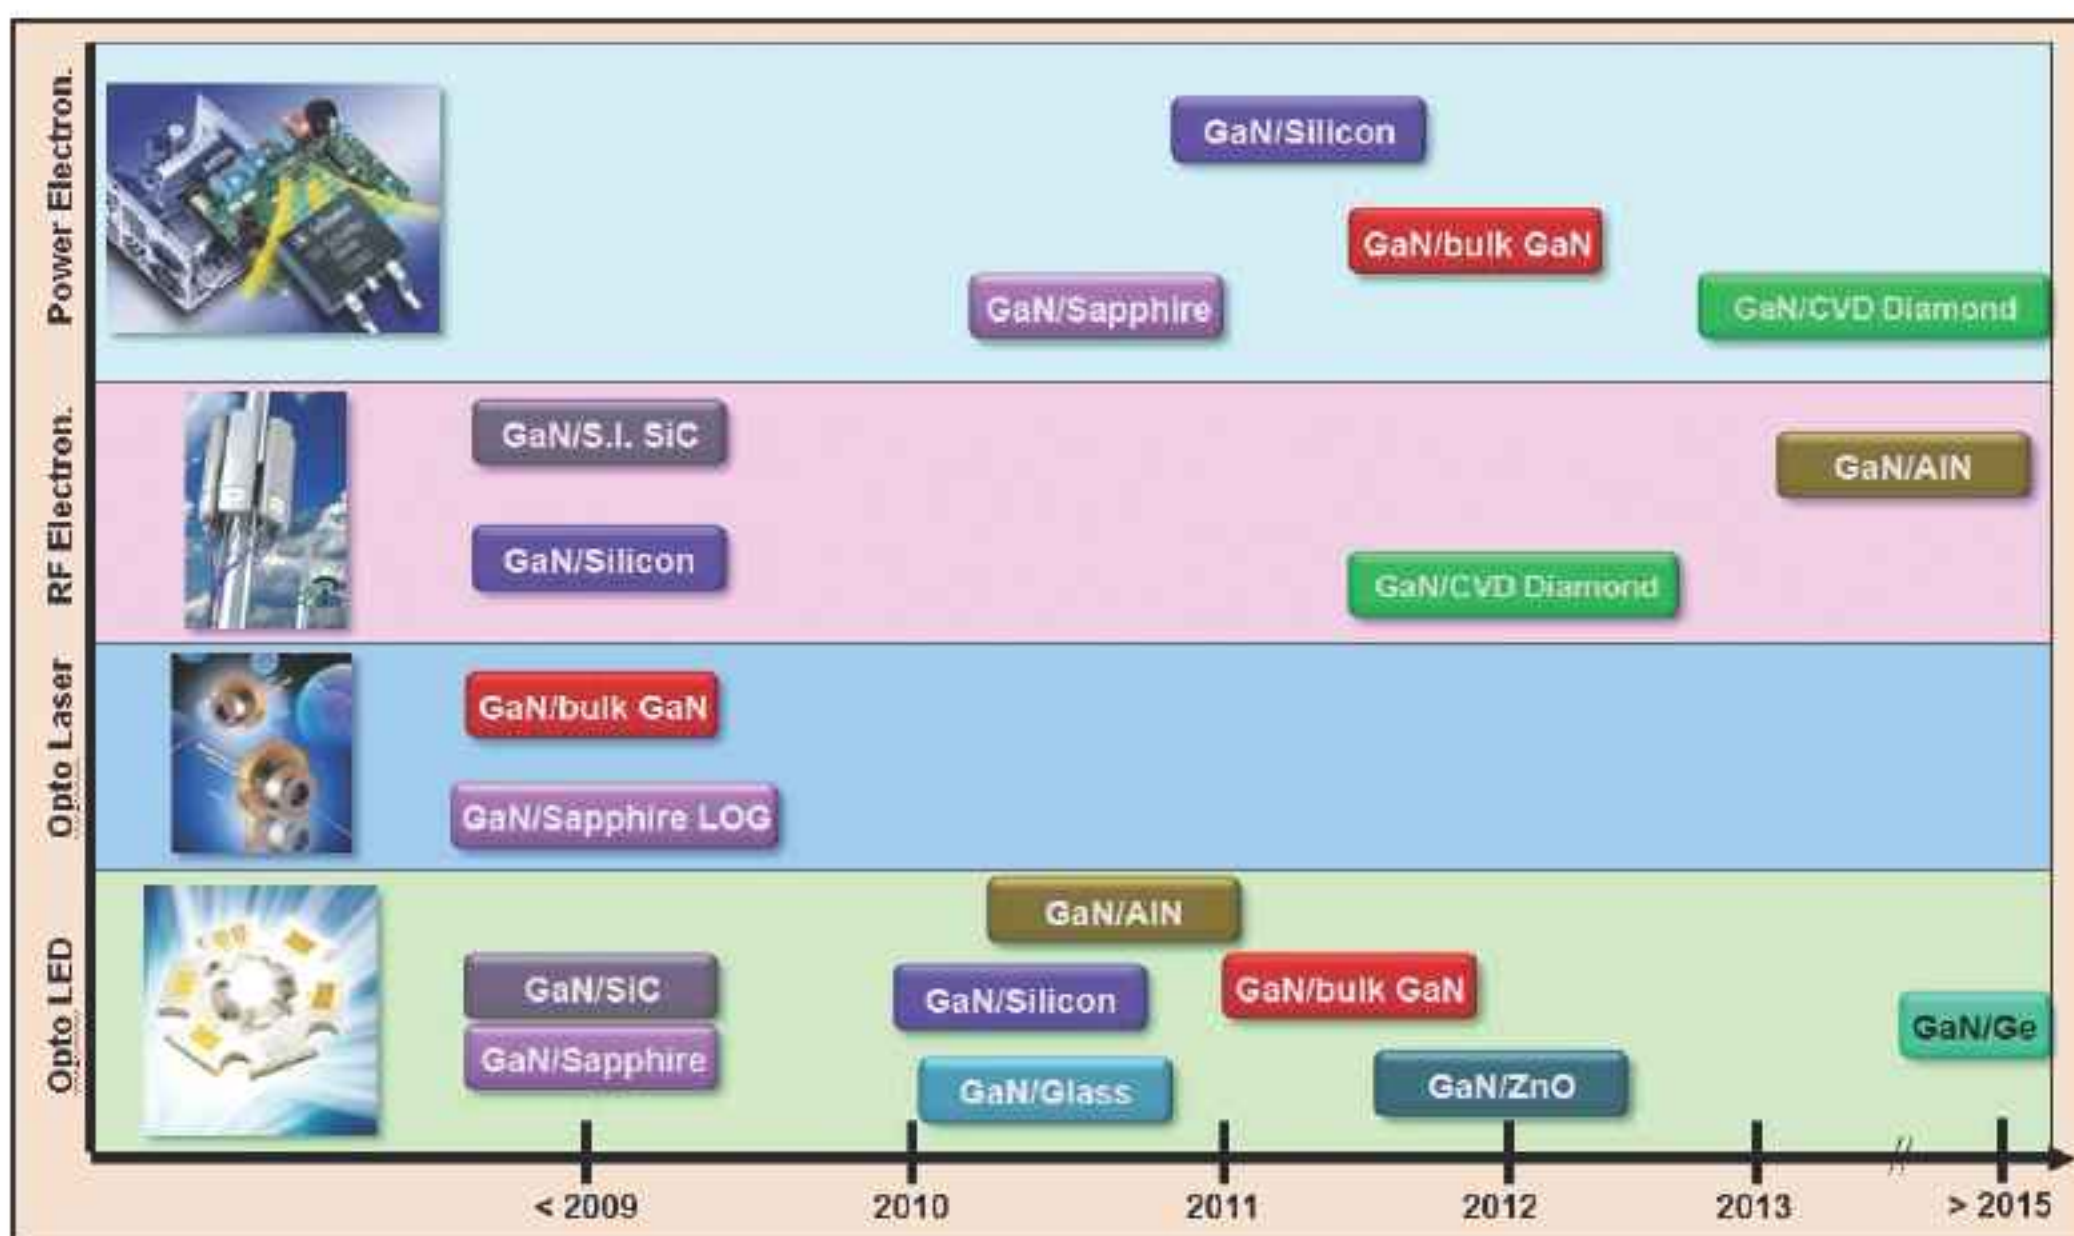 Power Electron.
GaN/Silicon
GaN/bulk GaN
GaN/Sapphire
GaN/CVD Diamond
RF Electron.
GaN/S.I. SiC
GaN/AlN
GaN/Silicon
GaN/CVD Diamond
Opto Laser
GaN/bulk GaN
GaN/Sapphire LOG
Opto LED
GaN/AlN
GaN/SiC
GaN/Silicon
GaN/bulk GaN
GaN/Ge
GaN/Sapphire
GaN/Glass
GaN/ZnO
< 2009
2010
2011
2012
2013
> 2015